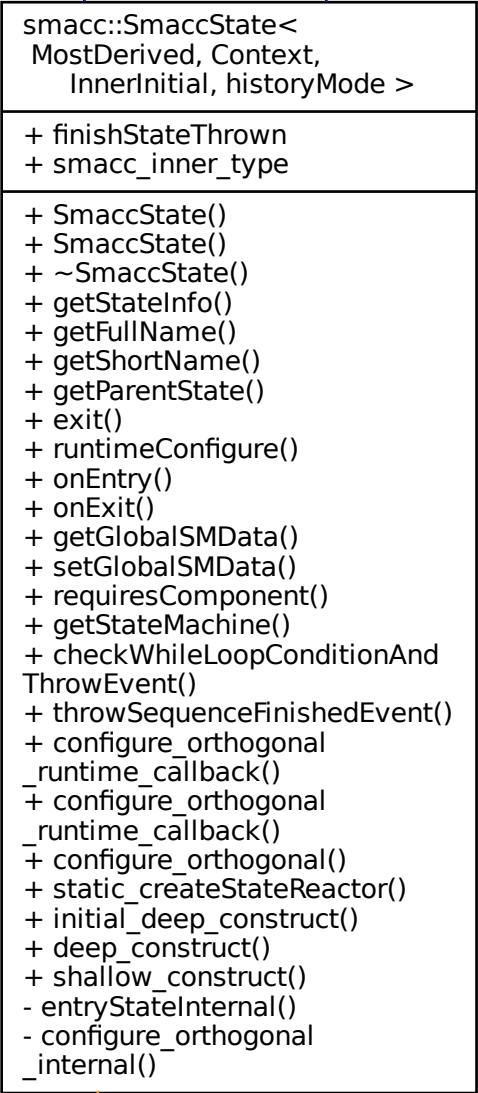 smacc::SmaccState<
MostDerived, Context,
InnerInitial, historyMode >
+ finishStateThrown
+ smacc_inner_type
+ SmaccState()
+ SmaccState()
+ ~SmaccState()
+ getStateInfo()
+ getFullName()
+ getShortName()
+ getParentState()
+ exit()
+ runtimeConfigure()
+ onEntry()
+ onExit()
+ getGlobalSMData()
+ setGlobalSMData()
+ requiresComponent()
+ getStateMachine()
+ checkWhileLoopConditionAnd
ThrowEvent()
+ throwSequenceFinishedEvent()
+ configure_orthogonal
_runtime_callback()
+ configure_orthogonal
_runtime_callback()
+ configure_orthogonal()
+ static_createStateReactor()
+ initial_deep_construct()
+ deep_construct()
+ shallow_construct()
- entryStateInternal()
- configure_orthogonal
_internal()